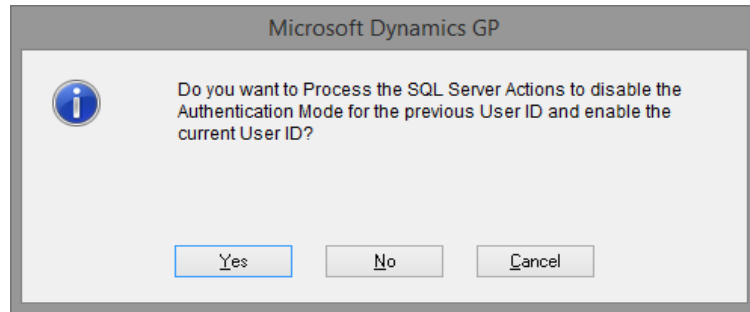 Microsoft Dynamics GP
Do you want to Process the SQL Server Actions to disable the
Authentication Mode for the previous User ID and enable the
current User ID?
Yes No Cancel